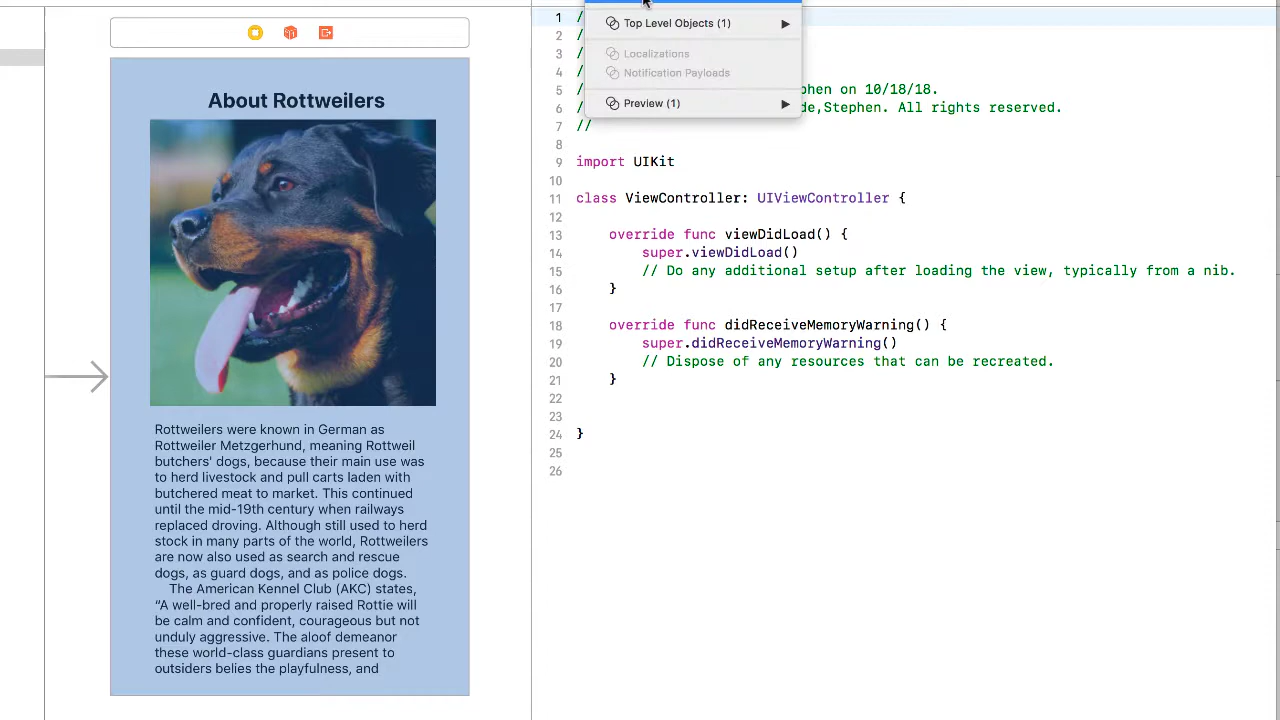 About Rottweilers
Rottweilers were known in German as
Rottweiler Metzgerhund, meaning Rottweil
butchers' dogs, because their main use was
to herd livestock and pull carts laden with
butchered meat to market. This continued
until the mid-19th century when railways
replaced droving. Although still used to herd
stock in many parts of the world, Rottweilers
are now also used as search and rescue
dogs, as guard dogs, and as police dogs.
The American Kennel Club (AKC) states,
“A well-bred and properly raised Rottie will
be calm and confident, courageous but not
unduly aggressive. The aloof demeanor
these world-class guardians present to
outsiders belies the playfulness, and
Top Level Objects (1)
Localizations
Notification Payloads
Preview (1)
1 /
2 /
3 /
4 /
5 / phen on 10/18/18.
6 / de,Stephen. All rights reserved.
7 //
8
9 import UIKit
10
11 class ViewController: UIViewController {
12
13 override func viewDidLoad() {
14 super.viewDidLoad()
15 // Do any additional setup after loading the view, typically from a nib.
16 }
17
18 override func didReceiveMemoryWarning() {
19 super.didReceiveMemoryWarning()
20 // Dispose of any resources that can be recreated.
21 }
22
23
24 }
25
26